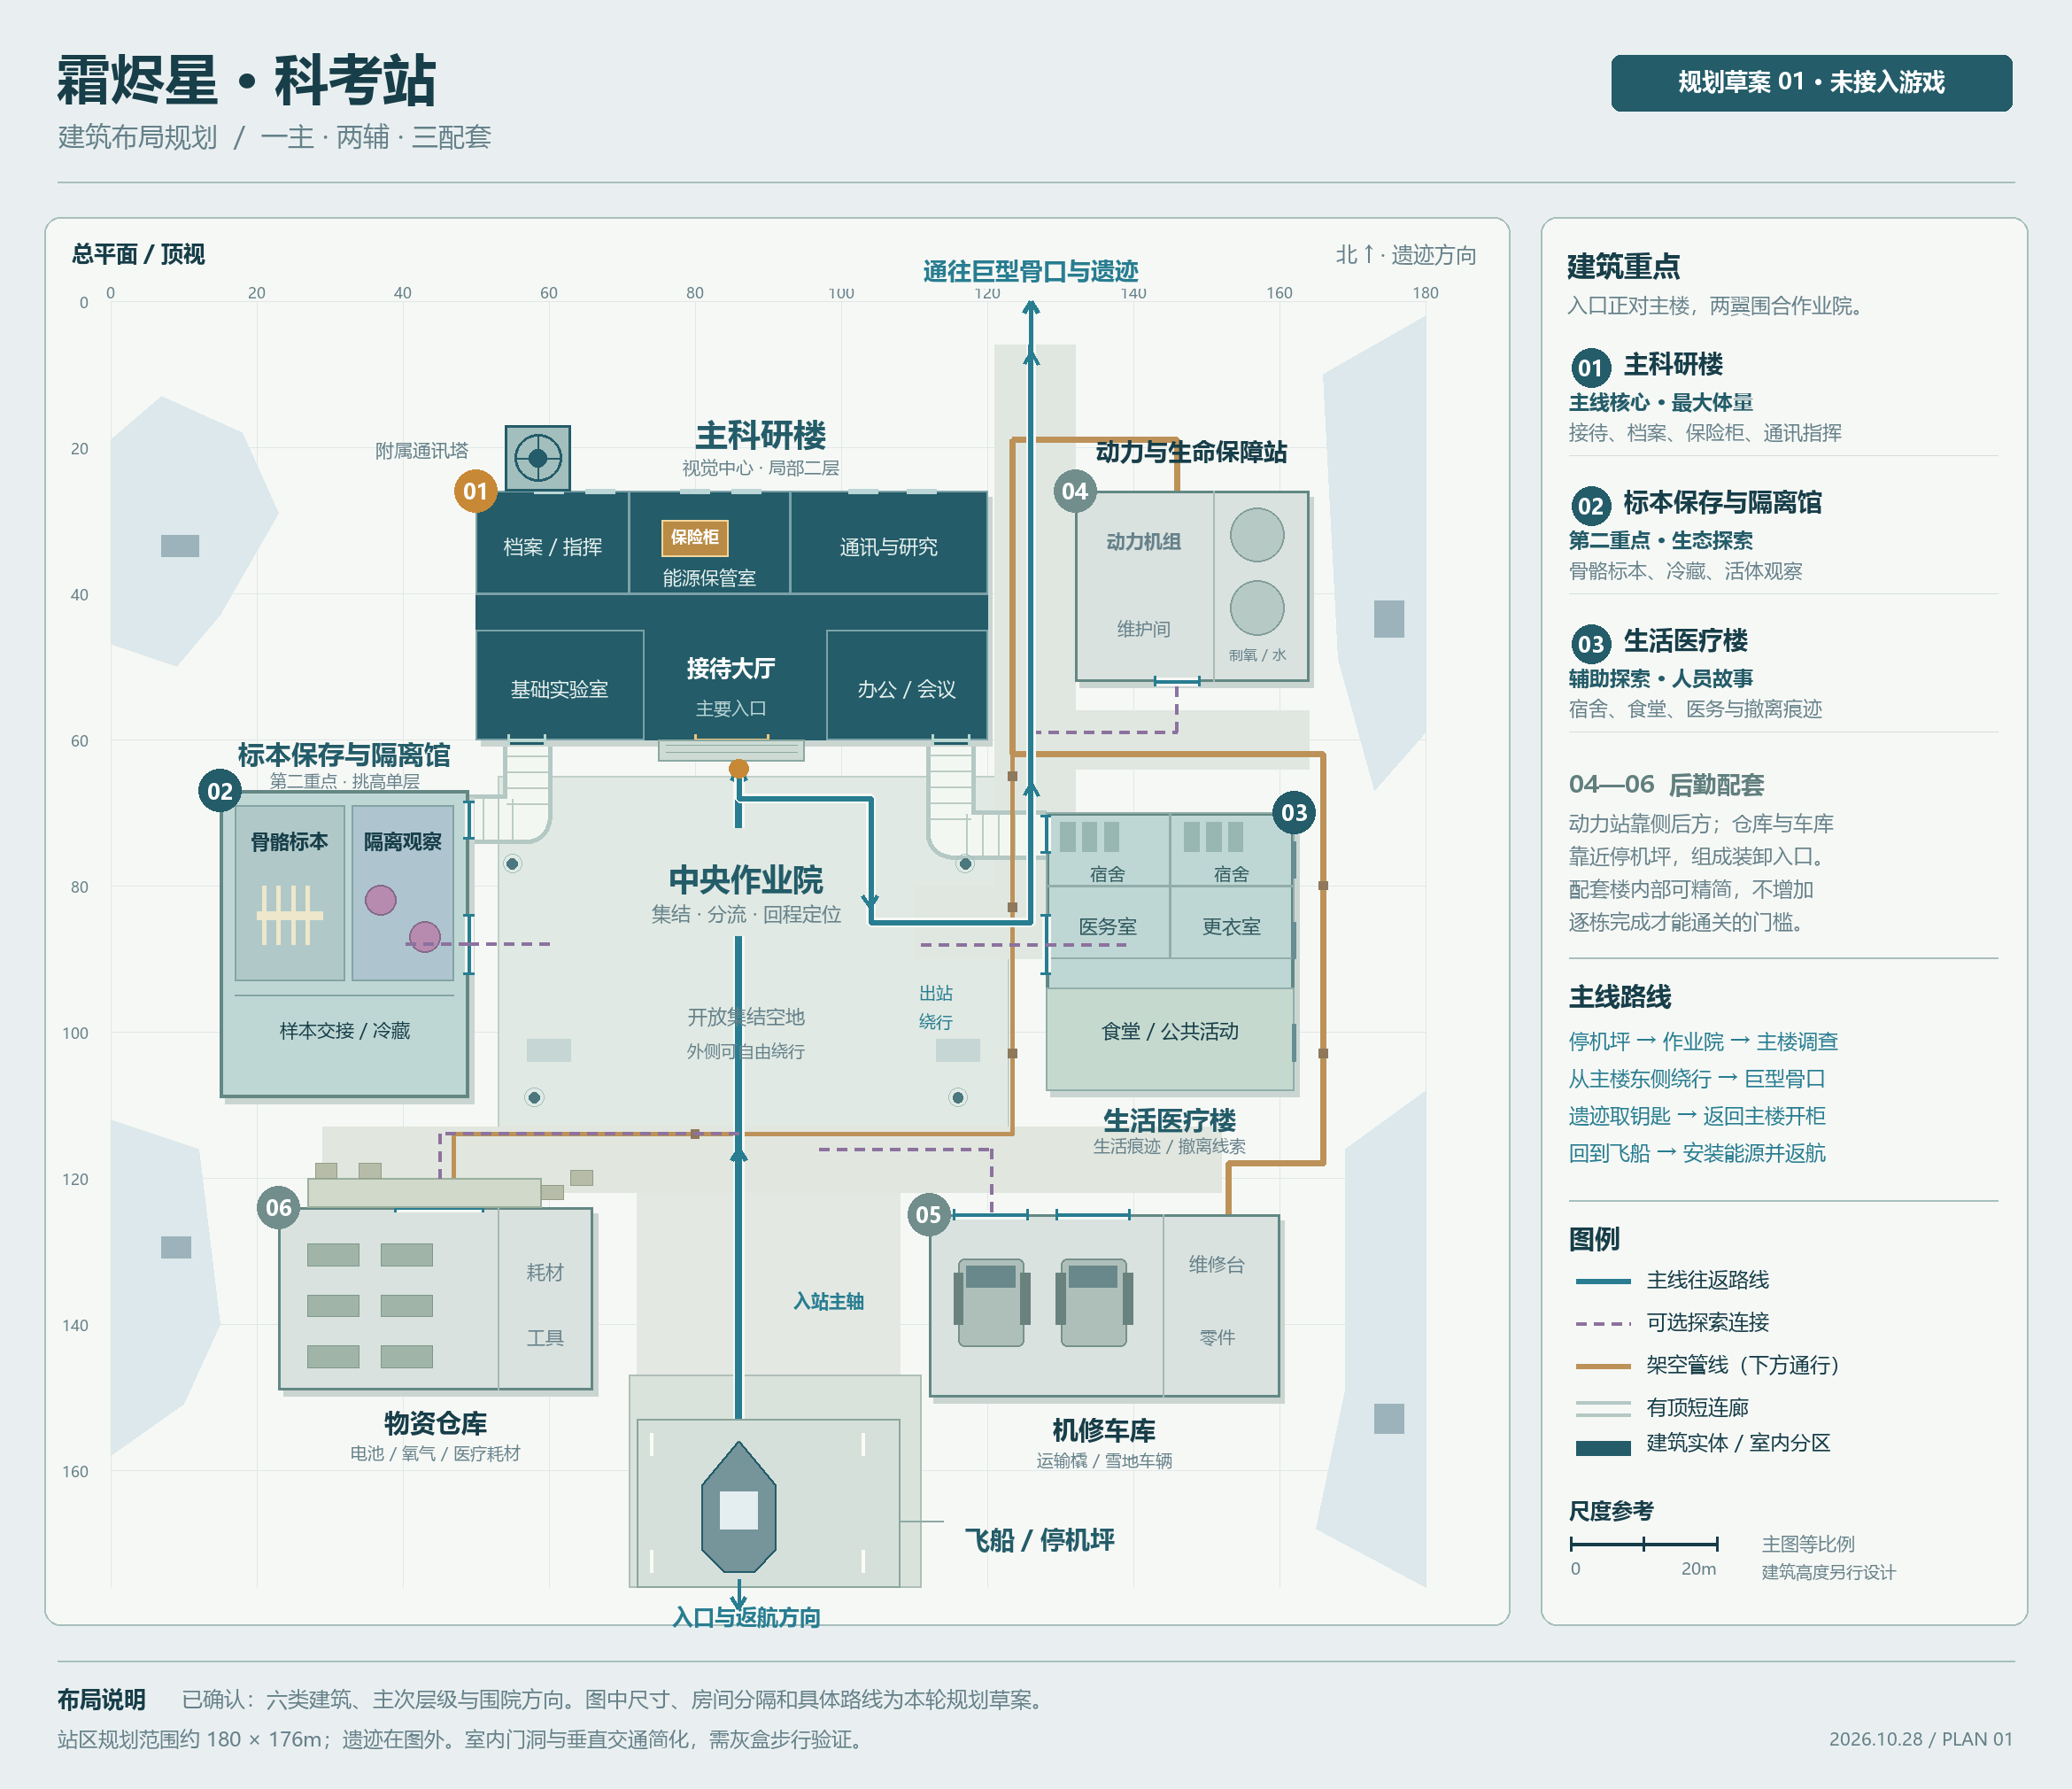 霜烬星・科考站
规划草案 01・未接入游戏
建筑布局规划 / 一主 · 两辅 · 三配套
总平面 / 顶视
北 ↑ · 遗迹方向
通往巨型骨口与遗迹
0 20 40 60 80 100 120 140 160 180
0
20
40
60
80
100
120
140
160
附属通讯塔
主科研楼
视觉中心 · 局部二层
01
档案 / 指挥
保险柜
能源保管室
通讯与研究
基础实验室
接待大厅
主要入口
办公 / 会议
动力与生命保障站
04
动力机组
维护间
制氧 / 水
标本保存与隔离馆
第二重点 · 挑高单层
02
骨骼标本
隔离观察
样本交接 / 冷藏
中央作业院
集结 · 分流 · 回程定位
开放集结空地
外侧可自由绕行
出站
绕行
03
宿舍
宿舍
医务室
更衣室
食堂 / 公共活动
生活医疗楼
生活痕迹 / 撤离线索
06
耗材
工具
物资仓库
电池 / 氧气 / 医疗耗材
入站主轴
05
维修台
零件
机修车库
运输橇 / 雪地车辆
飞船 / 停机坪
入口与返航方向
建筑重点
入口正对主楼，两翼围合作业院。
01 主科研楼
主线核心・最大体量
接待、档案、保险柜、通讯指挥
02 标本保存与隔离馆
第二重点・生态探索
骨骼标本、冷藏、活体观察
03 生活医疗楼
辅助探索・人员故事
宿舍、食堂、医务与撤离痕迹
04—06 后勤配套
动力站靠侧后方；仓库与车库
靠近停机坪，组成装卸入口。
配套楼内部可精简，不增加
逐栋完成才能通关的门槛。
主线路线
停机坪 → 作业院 → 主楼调查
从主楼东侧绕行 → 巨型骨口
遗迹取钥匙 → 返回主楼开柜
回到飞船 → 安装能源并返航
图例
主线往返路线
可选探索连接
架空管线（下方通行）
有顶短连廊
建筑实体 / 室内分区
尺度参考
0 20m
主图等比例
建筑高度另行设计
布局说明 已确认：六类建筑、主次层级与围院方向。图中尺寸、房间分隔和具体路线为本轮规划草案。
站区规划范围约 180 × 176m；遗迹在图外。室内门洞与垂直交通简化，需灰盒步行验证。
2026.10.28 / PLAN 01